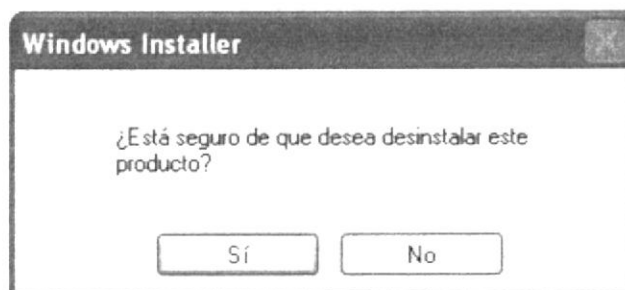 Windows Installer
¿Está seguro de que desea desinstalar este
producto?
Sí
No